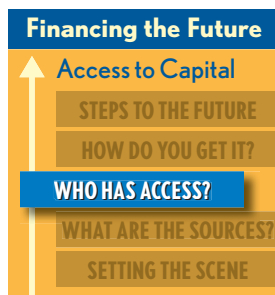 Financing the Future
Access to Capital
STEPS TO THE FUTURE
HOW DO YOU GET IT?
WHO HAS ACCESS?
WHAT ARE THE SOURCES?
SETTING THE SCENE